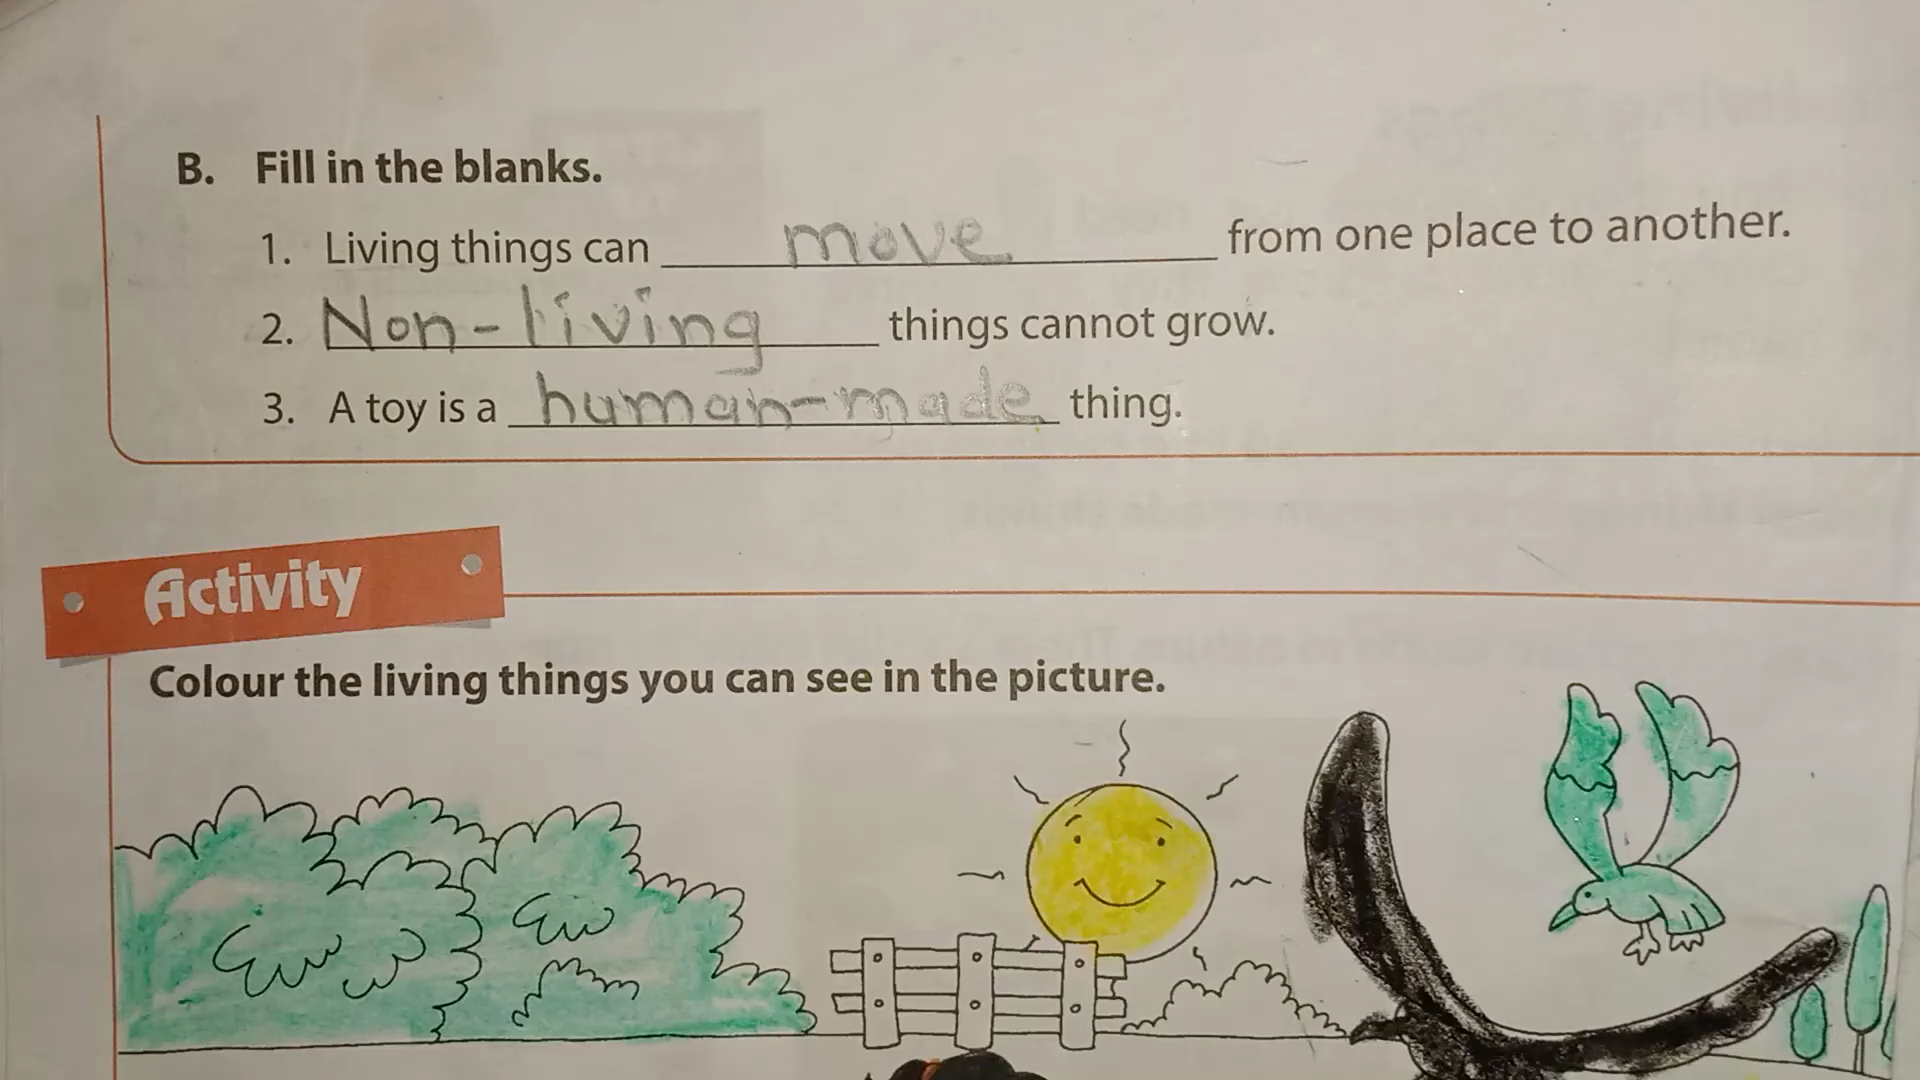 B. Fill in the blanks.
1. Living things can move from one place to another.
2. Non-living things cannot grow.
3. A toy is a human-made thing.
Activity
Colour the living things you can see in the picture.